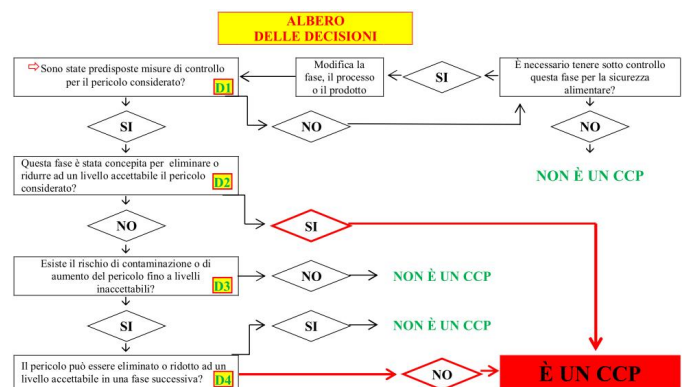 ALBERO
DELLE DECISIONI
⇨Sono state predisposte misure di controllo
per il pericolo considerato?
D1
Modifica la
fase, il processo
o il prodotto
SI
È necessario tenere sotto controllo
questa fase per la sicurezza
alimentare?
SI
NO
NO
NON È UN CCP
Questa fase è stata concepita per eliminare o
ridurre ad un livello accettabile il pericolo
considerato?
D2
NO
SI
Esiste il rischio di contaminazione o di
aumento del pericolo fino a livelli
inaccettabili?
D3
NO
NON È UN CCP
SI
SI
NON È UN CCP
Il pericolo può essere eliminato o ridotto ad un
livello accettabile in una fase successiva?
D4
NO
È UN CCP